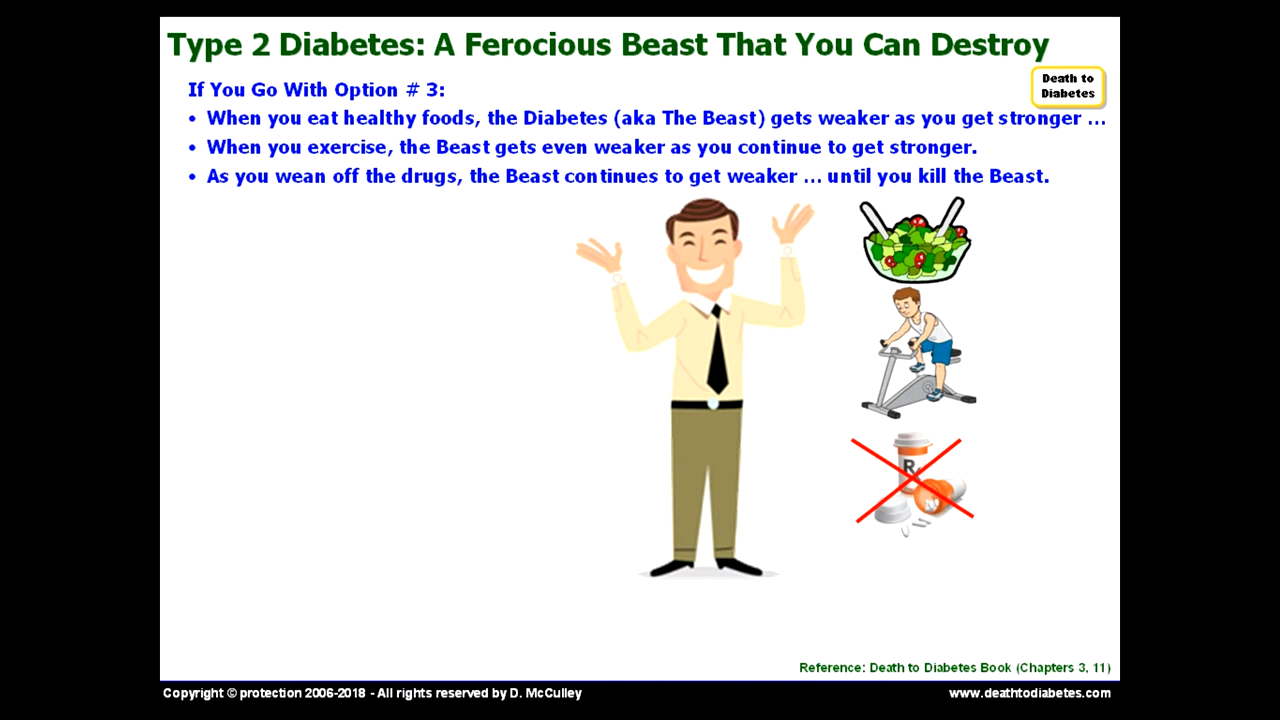 Type 2 Diabetes: A Ferocious Beast That You Can Destroy
If You Go With Option # 3:
Death to
Diabetes
• When you eat healthy foods, the Diabetes (aka The Beast) gets weaker as you get stronger ...
• When you exercise, the Beast gets even weaker as you continue to get stronger.
• As you wean off the drugs, the Beast continues to get weaker ... until you kill the Beast.
Rx
Reference: Death to Diabetes Book (Chapters 3, 11)
Copyright © protection 2006-2018 - All rights reserved by D. McCulley
www.deathtodiabetes.com